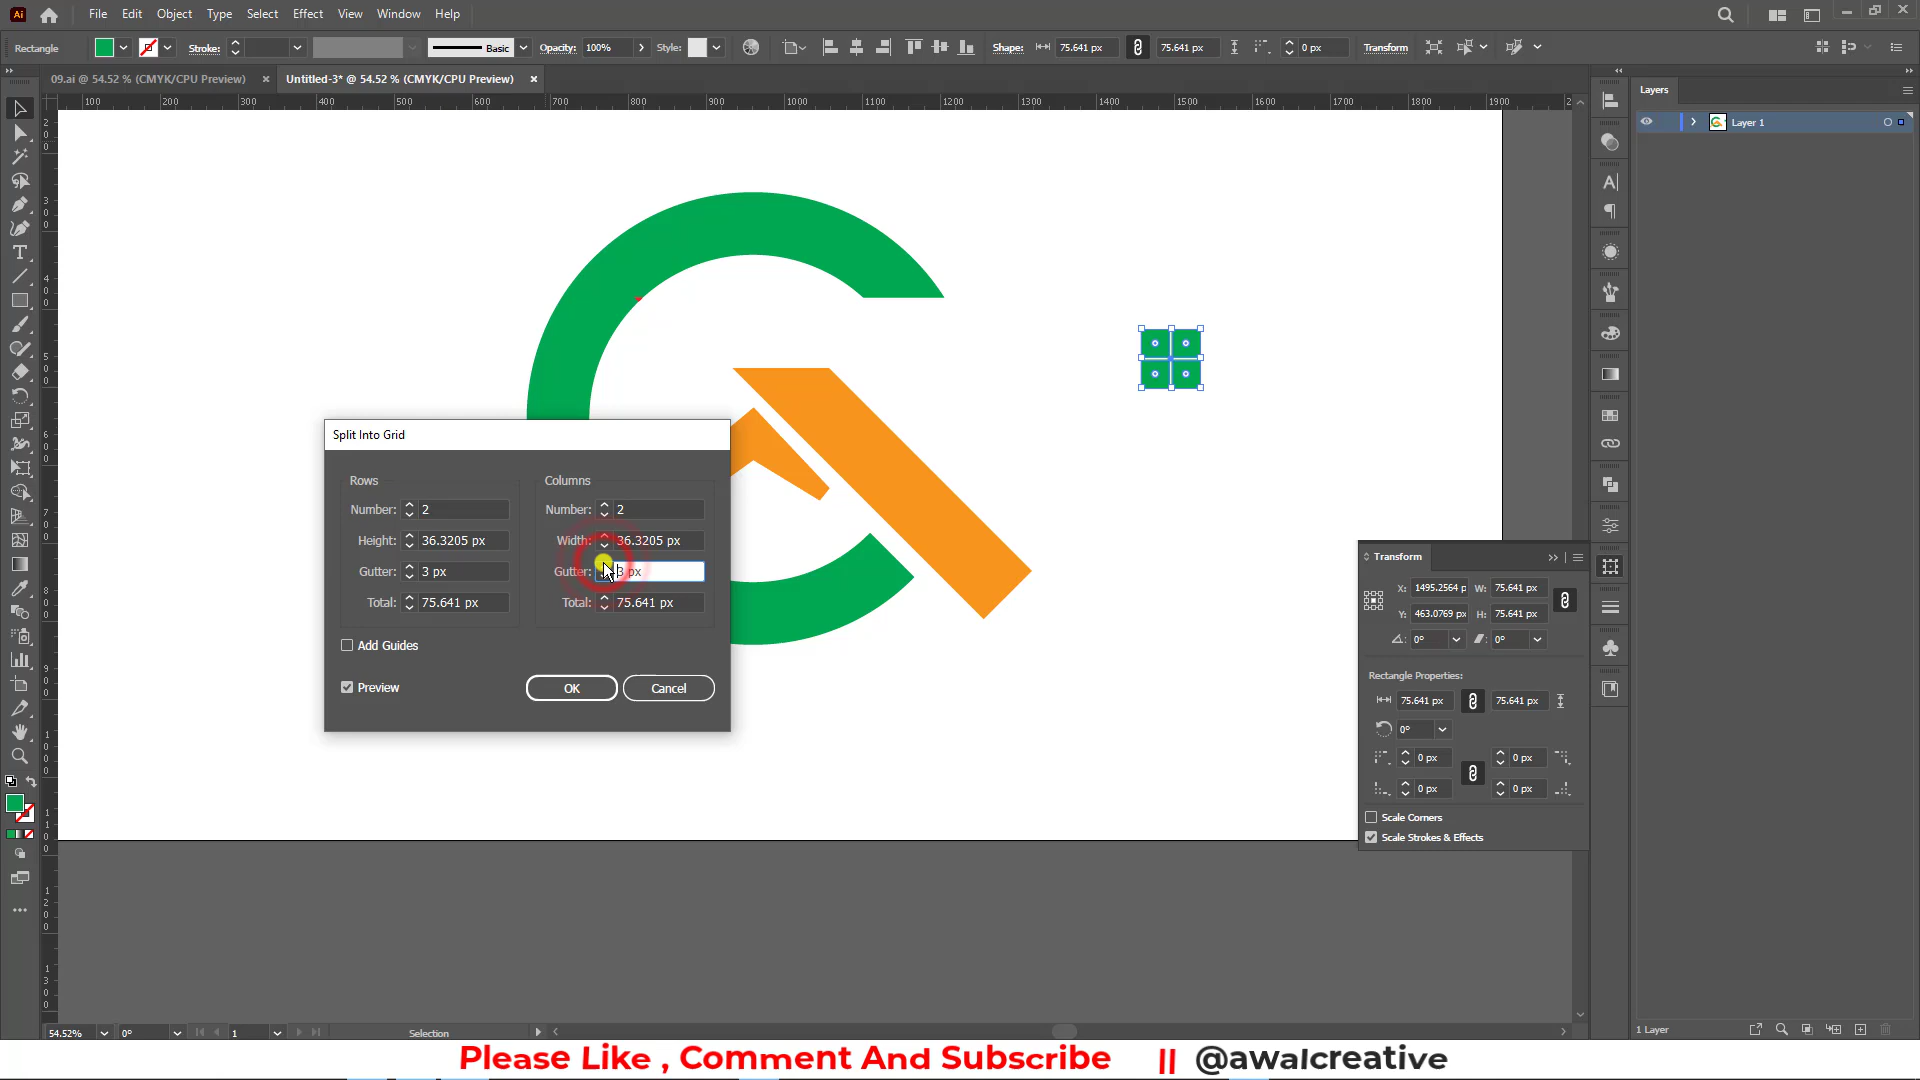 Ai File Edit Object Type Select Effect View Window Help
Rectangle Stroke: Basic Opacity: 100% Style: Shape: 75.641 px 75.641 px 0 px Transform
09.ai @ 54.52 % (CMYK/CPU Preview) × Untitled-3* @ 54.52 % (CMYK/CPU Preview) ×
100 200 300 400 500 600 700 800 900 1000 1100 1200 1300 1400 1500 1600 1700 1800 1900
Layers
Layer 1
Split Into Grid
Rows Columns
Number: 2 Number: 2
Height: 36.3205 px Width: 36.3205 px
Gutter: 3 px Gutter: 3 px
Total: 75.641 px Total: 75.641 px
Add Guides
Preview OK Cancel
Transform
X: 1495.2564 p W: 75.641 px
Y: 463.0769 px H: 75.641 px
0° 0°
Rectangle Properties:
75.641 px 75.641 px
0°
0 px 0 px
0 px 0 px
Scale Corners
Scale Strokes & Effects
54.52% 0° 1 Selection 1 Layer
Please Like , Comment And Subscribe || @awalcreative